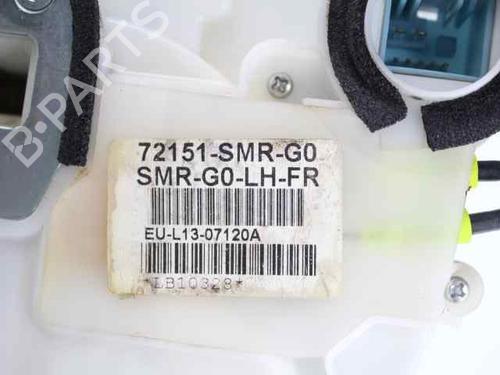 B-PARTS
72151-SMR-G0
SMR-G0-LH-FR
EU-L13-07120A
*LB10328*